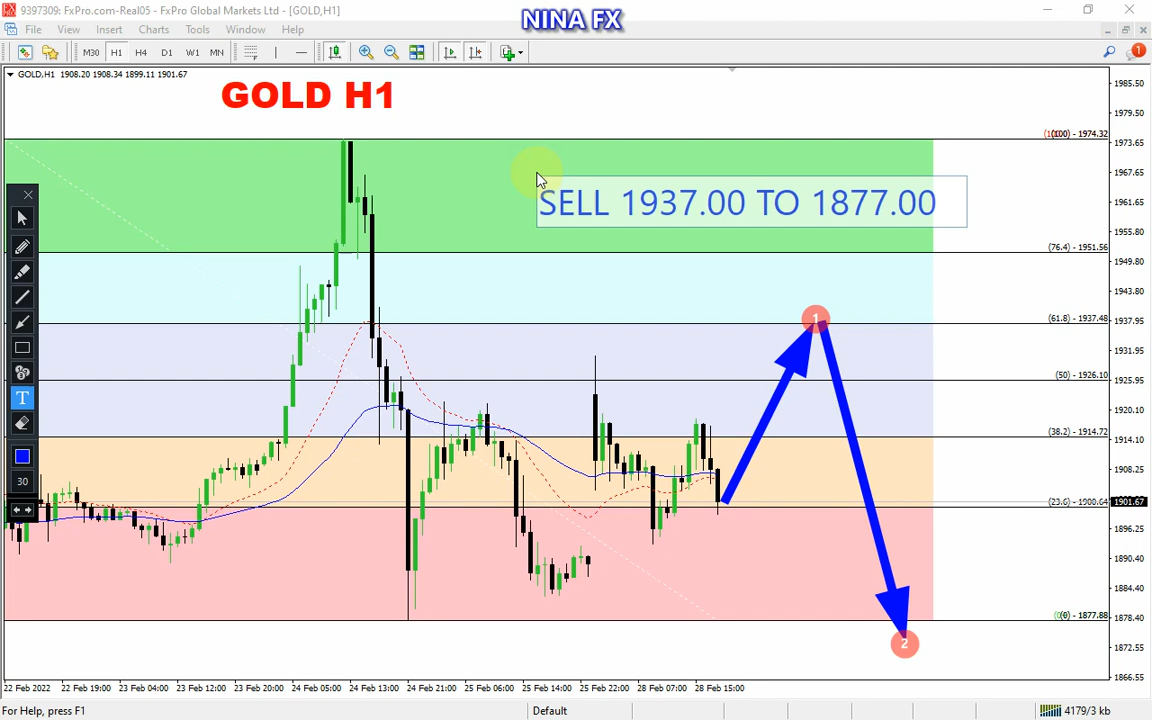 9397309: FxPro.com-Real05 - FxPro Global Markets Ltd - [GOLD,H1]
NINA FX
File View Insert Charts Tools Window Help
M30 H1 H4 D1 W1 MN
1
GOLD,H1 1908.20 1908.34 1899.11 1901.67
GOLD H1
SELL 1937.00 TO 1877.00
(100) - 1974.32
(76.4) - 1951.56
(61.8) - 1937.48
(50) - 1926.10
(38.2) - 1914.72
(23.6) - 1900.64
(0) - 1877.88
1985.50
1979.50
1973.65
1967.65
1961.65
1955.80
1949.80
1943.80
1937.95
1931.95
1925.95
1920.10
1914.10
1908.25
1901.67
1896.25
1890.40
1884.40
1878.40
1872.55
1866.55
1
2
T
30
22 Feb 2022 22 Feb 19:00 23 Feb 04:00 23 Feb 12:00 23 Feb 20:00 24 Feb 05:00 24 Feb 13:00 24 Feb 21:00 25 Feb 06:00 25 Feb 14:00 25 Feb 22:00 28 Feb 07:00 28 Feb 15:00
For Help, press F1
Default
4179/3 kb